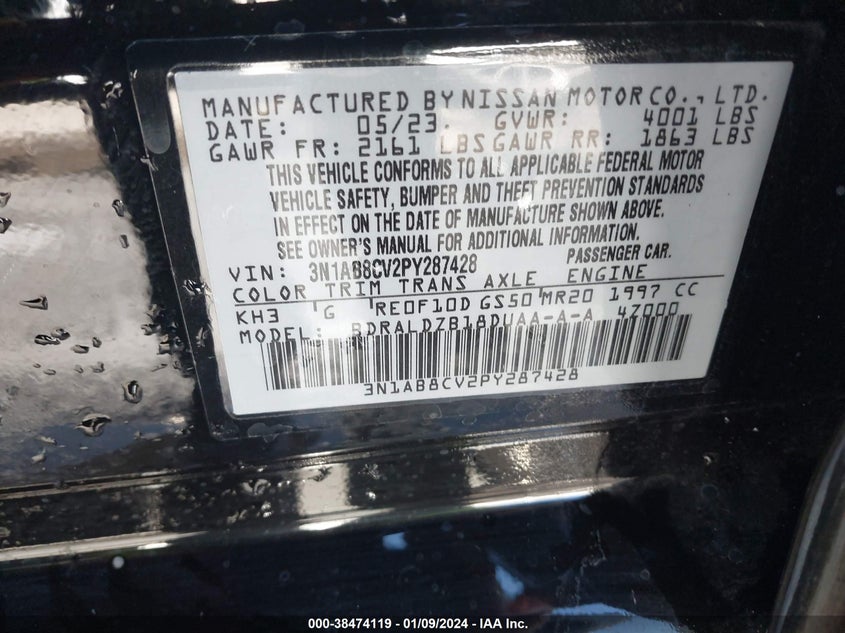 MANUFACTURED BY NISSAN MOTOR CO., LTD.
DATE: 05/23 GVWR: 4001 LBS
GAWR FR: 2161 LBS GAWR RR: 1863 LBS
THIS VEHICLE CONFORMS TO ALL APPLICABLE FEDERAL MOTOR
VEHICLE SAFETY, BUMPER AND THEFT PREVENTION STANDARDS
IN EFFECT ON THE DATE OF MANUFACTURE SHOWN ABOVE.
SEE OWNER'S MANUAL FOR ADDITIONAL INFORMATION.
VIN: 3N1AB8CV2PY287428 PASSENGER CAR.
COLOR TRIM TRANS AXLE ENGINE
KH3 G RE0F10D GS50 MR20 1997 CC
MODEL: BDRALDZB18DUAA-A-A 4Z000
3N1AB8CV2PY287428
000-38474119 | 01/09/2024 - IAA Inc.